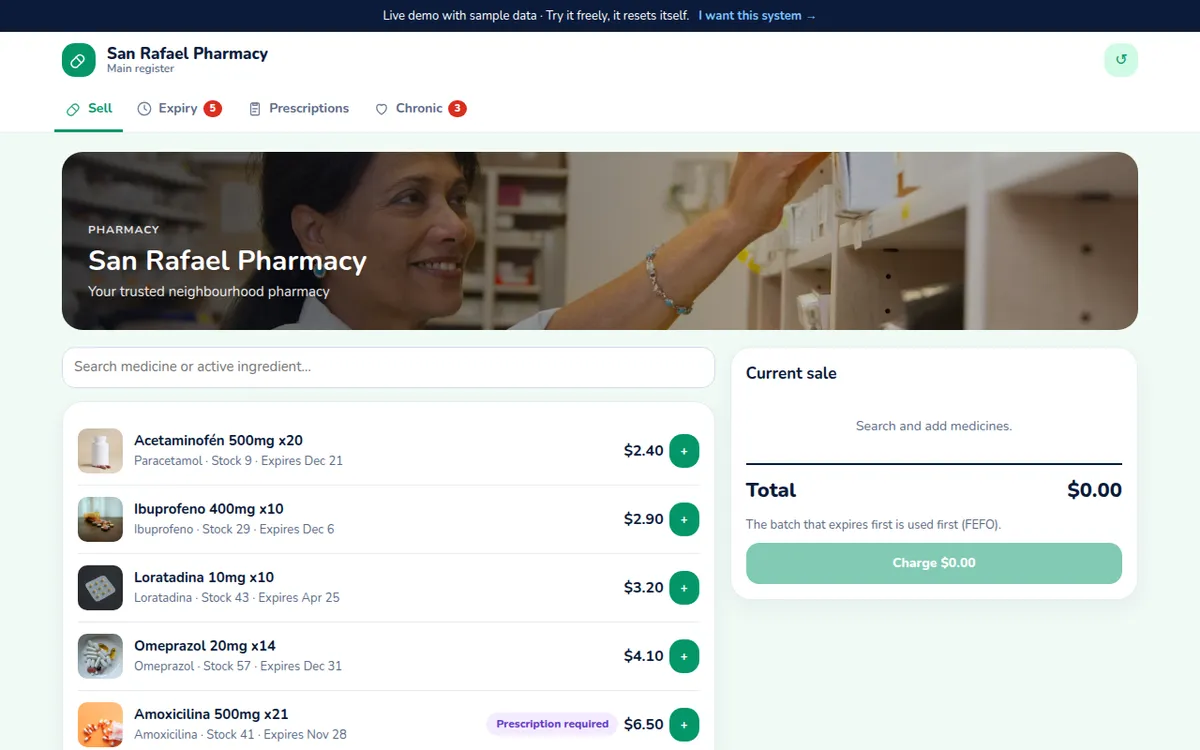 Live demo with sample data · Try it freely, it resets itself. I want this system →
San Rafael Pharmacy
Main register
Sell
Expiry 5
Prescriptions
Chronic 3
PHARMACY
San Rafael Pharmacy
Your trusted neighbourhood pharmacy
Search medicine or active ingredient...
Acetaminofén 500mg x20
Paracetamol · Stock 9 · Expires Dec 21
$2.40 +
Ibuprofeno 400mg x10
Ibuprofeno · Stock 29 · Expires Dec 6
$2.90 +
Loratadina 10mg x10
Loratadina · Stock 43 · Expires Apr 25
$3.20 +
Omeprazol 20mg x14
Omeprazol · Stock 57 · Expires Dec 31
$4.10 +
Amoxicilina 500mg x21
Amoxicilina · Stock 41 · Expires Nov 28
Prescription required $6.50 +
Current sale
Search and add medicines.
Total $0.00
The batch that expires first is used first (FEFO).
Charge $0.00